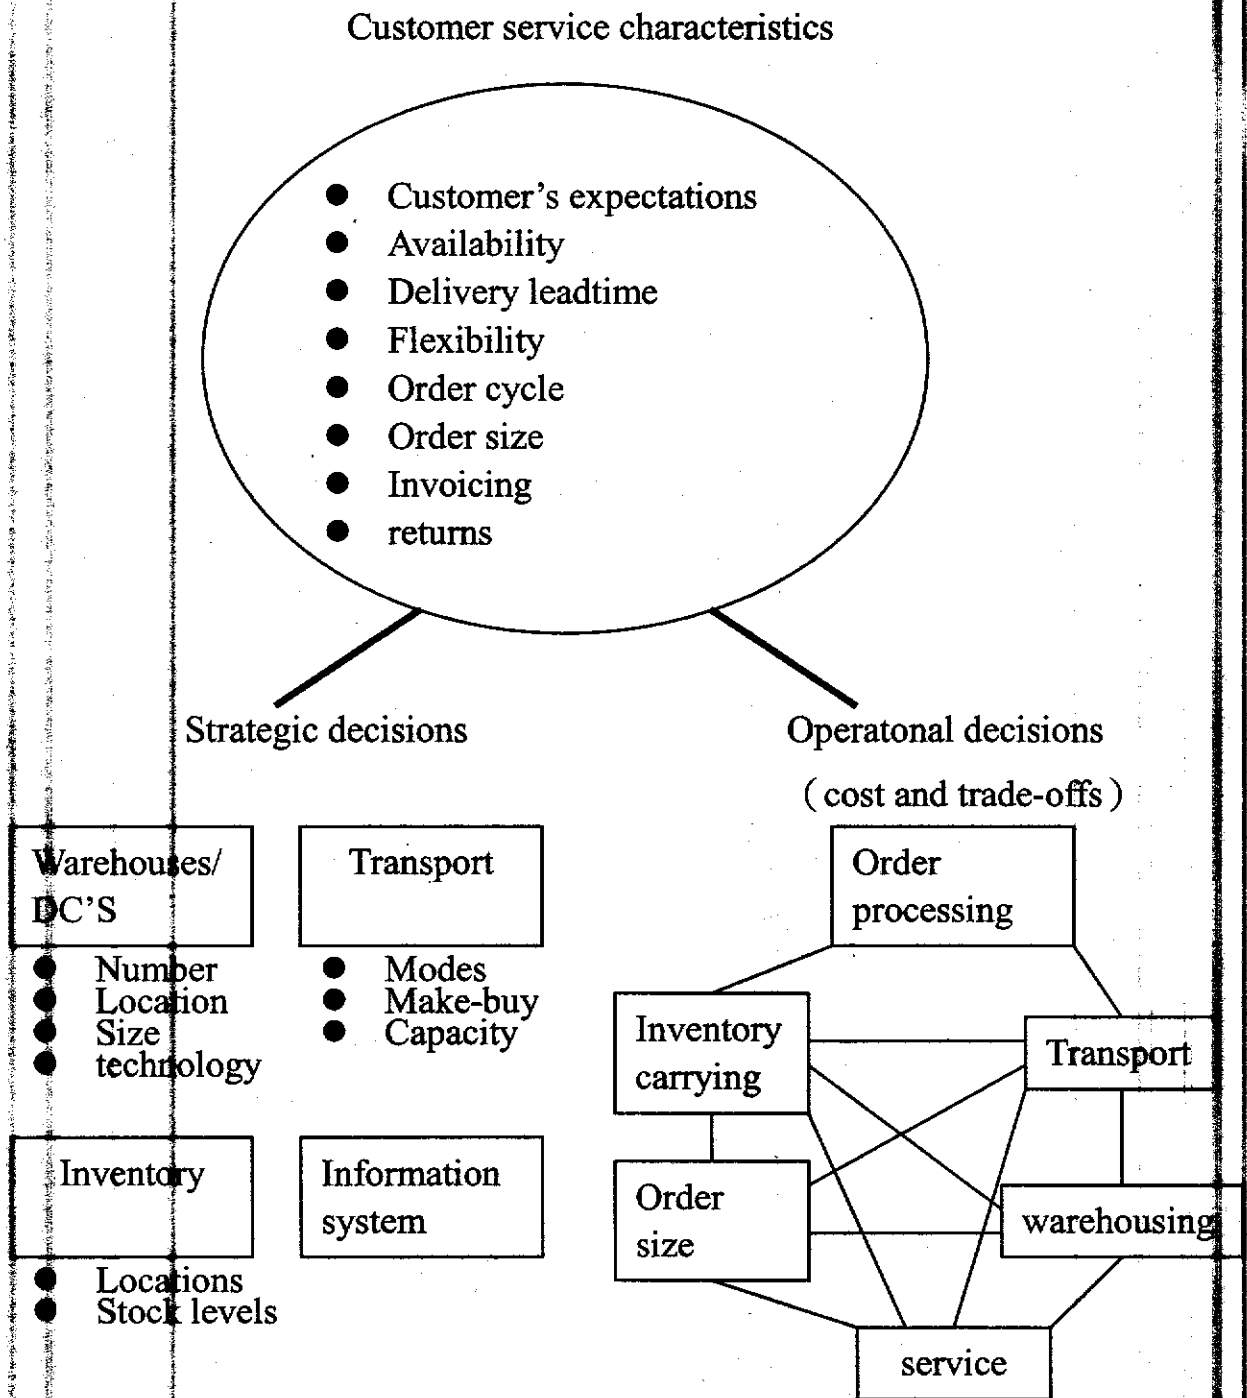 Customer service characteristics
● Customer’s expectations
● Availability
● Delivery leadtime
● Flexibility
● Order cycle
● Order size
● Invoicing
● returns
Strategic decisions
Operatonal decisions
（cost and trade-offs）
Warehouses/
DC’S
● Number
● Location
● Size
● technology
Transport
● Modes
● Make-buy
● Capacity
Inventory
● Locations
● Stock levels
Information
system
Order
processing
Inventory
carrying
Transport
Order
size
warehousing
service